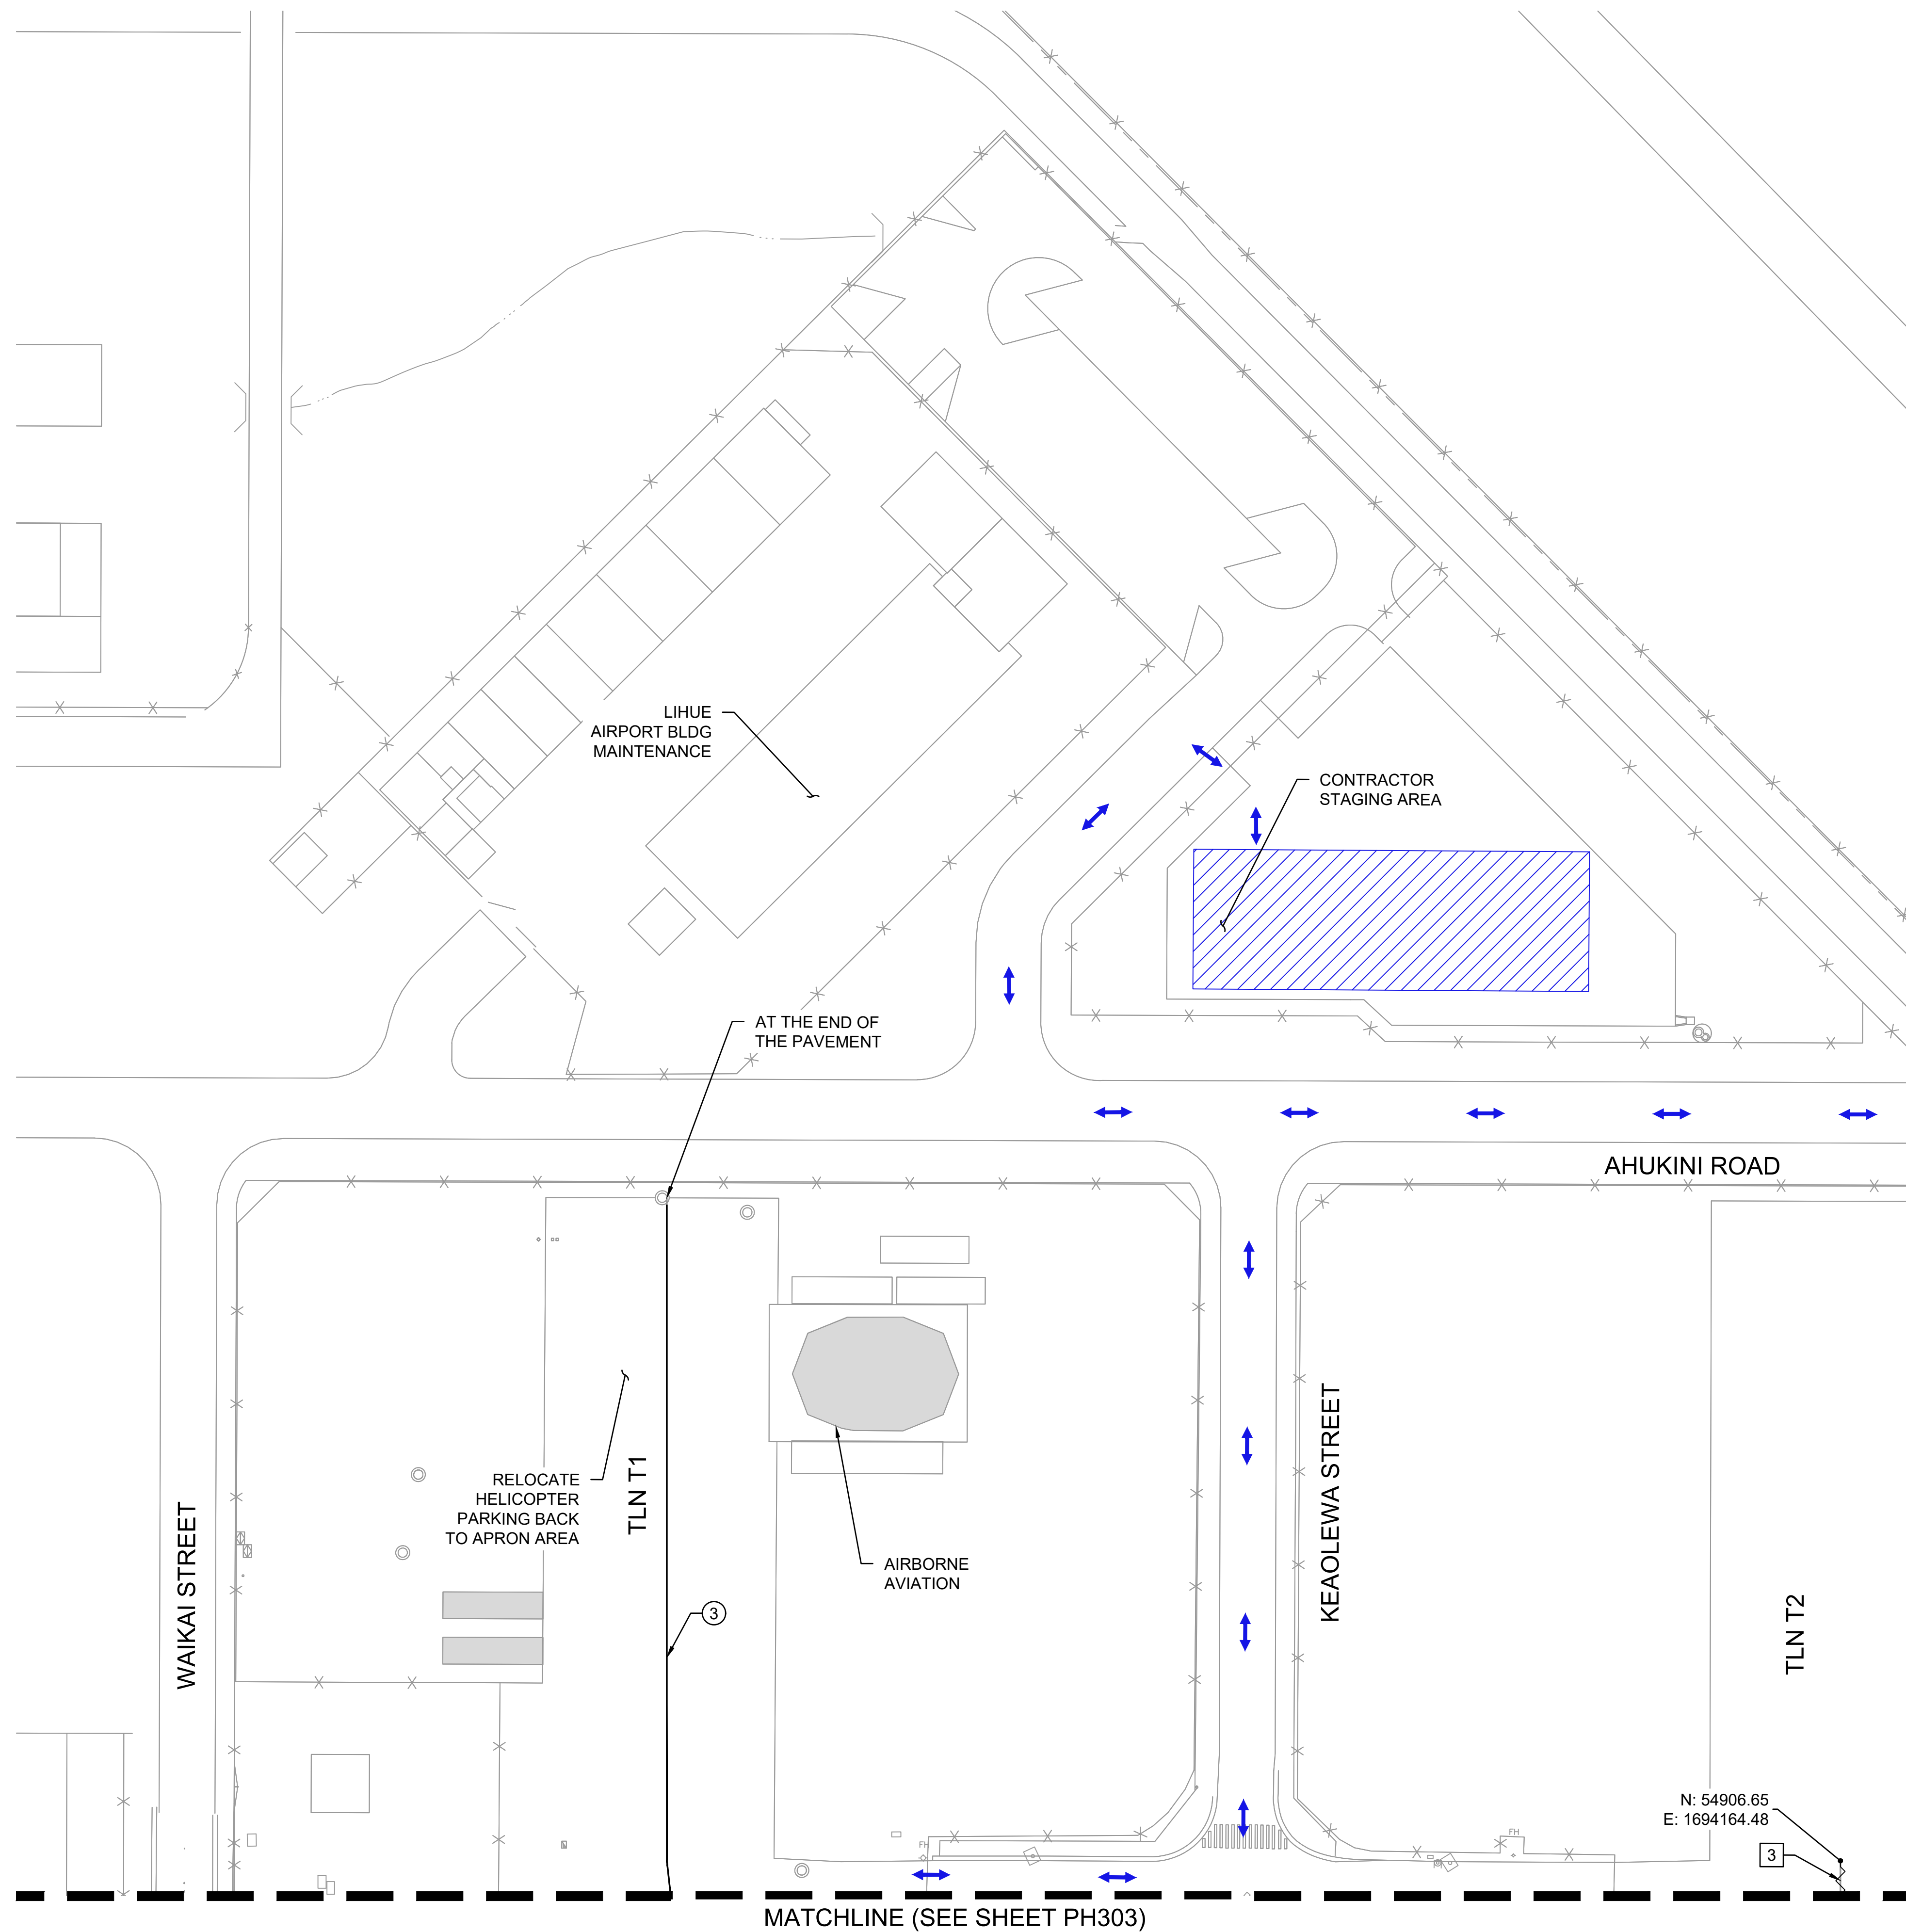 LIHUE
AIRPORT BLDG
MAINTENANCE
CONTRACTOR
STAGING AREA
AT THE END OF
THE PAVEMENT
AHUKINI ROAD
RELOCATE
HELICOPTER
PARKING BACK
TO APRON AREA
TLN T1
WAIKAI STREET
AIRBORNE
AVIATION
3
KEAOLEWA STREET
TLN T2
N: 54906.65
E: 1694164.48
3
FH
FH
MATCHLINE (SEE SHEET PH303)